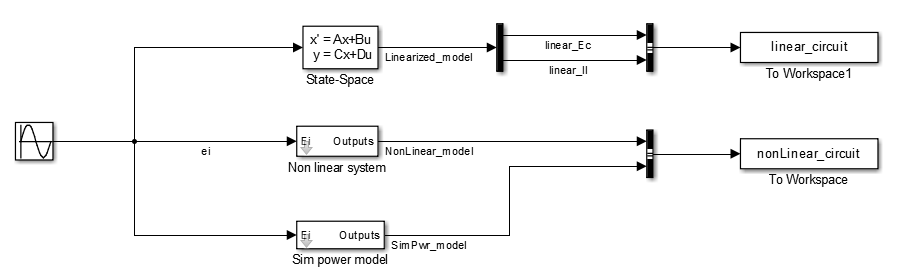 x' = Ax+Bu
y = Cx+Du
State-Space
Linearized_model
linear_Ec
linear_Il
linear_circuit
To Workspace1
ei
Ei Outputs
Non linear system
NonLinear_model
nonLinear_circuit
To Workspace
Ei Outputs
Sim power model
SimPwr_model